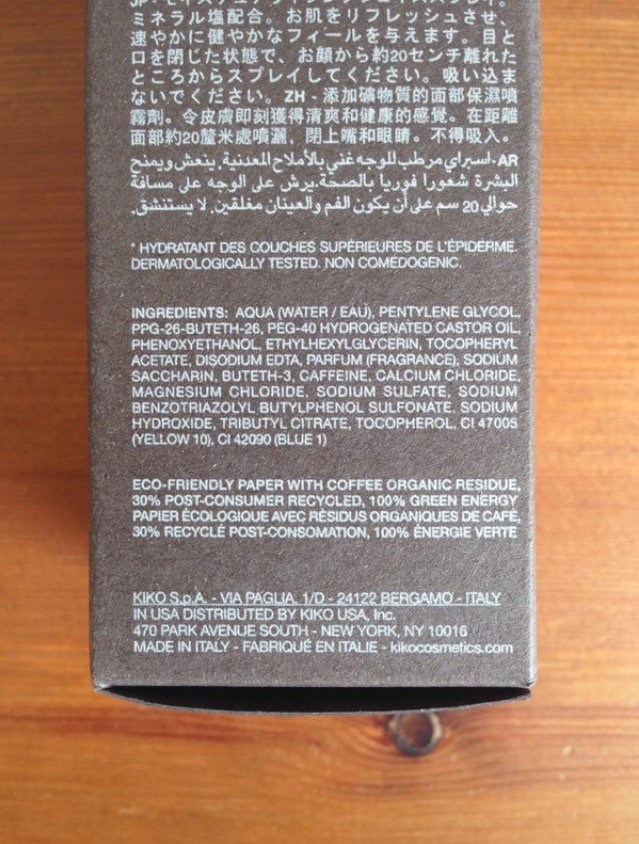 ミネラル塩配合。お肌をリフレッシュさせ、
速やかに健やかなフィールを与えます。目と
口を閉じた状態で、お顔から約20センチ離れた
ところからスプレイしてください。吸い込ま
ないでください。ZH - 添加礦物質的面部保濕噴
霧劑。令皮膚即刻獲得清爽和健康的感覺。在距離
面部約20釐米處噴灑，閉上嘴和眼睛。不得吸入。
AR - اسبراي مرطب للوجه غني بالأملاح المعدنية. ينعش ويمنح
البشرة شعورا فوريا بالصحة. يرش على الوجه على مسافة
حوالي 20 سم على أن يكون الفم والعينان مغلقين. لا يستنشق.
* HYDRATANT DES COUCHES SUPÉRIEURES DE L'ÉPIDERME.
DERMATOLOGICALLY TESTED. NON COMEDOGENIC.
INGREDIENTS: AQUA (WATER / EAU), PENTYLENE GLYCOL,
PPG-26-BUTETH-26, PEG-40 HYDROGENATED CASTOR OIL,
PHENOXYETHANOL, ETHYLHEXYLGLYCERIN, TOCOPHERYL
ACETATE, DISODIUM EDTA, PARFUM (FRAGRANCE), SODIUM
SACCHARIN, BUTETH-3, CAFFEINE, CALCIUM CHLORIDE,
MAGNESIUM CHLORIDE, SODIUM SULFATE, SODIUM
BENZOTRIAZOLYL BUTYLPHENOL SULFONATE, SODIUM
HYDROXIDE, TRIBUTYL CITRATE, TOCOPHEROL, CI 47005
(YELLOW 10), CI 42090 (BLUE 1)
ECO-FRIENDLY PAPER WITH COFFEE ORGANIC RESIDUE,
30% POST-CONSUMER RECYCLED, 100% GREEN ENERGY
PAPIER ÉCOLOGIQUE AVEC RÉSIDUS ORGANIQUES DE CAFÉ,
30% RECYCLÉ POST-CONSOMATION, 100% ÉNERGIE VERTE
KIKO S.p.A. - VIA PAGLIA, 1/D - 24122 BERGAMO - ITALY
IN USA DISTRIBUTED BY KIKO USA, Inc.
470 PARK AVENUE SOUTH - NEW YORK, NY 10016
MADE IN ITALY - FABRIQUÉ EN ITALIE - kikocosmetics.com